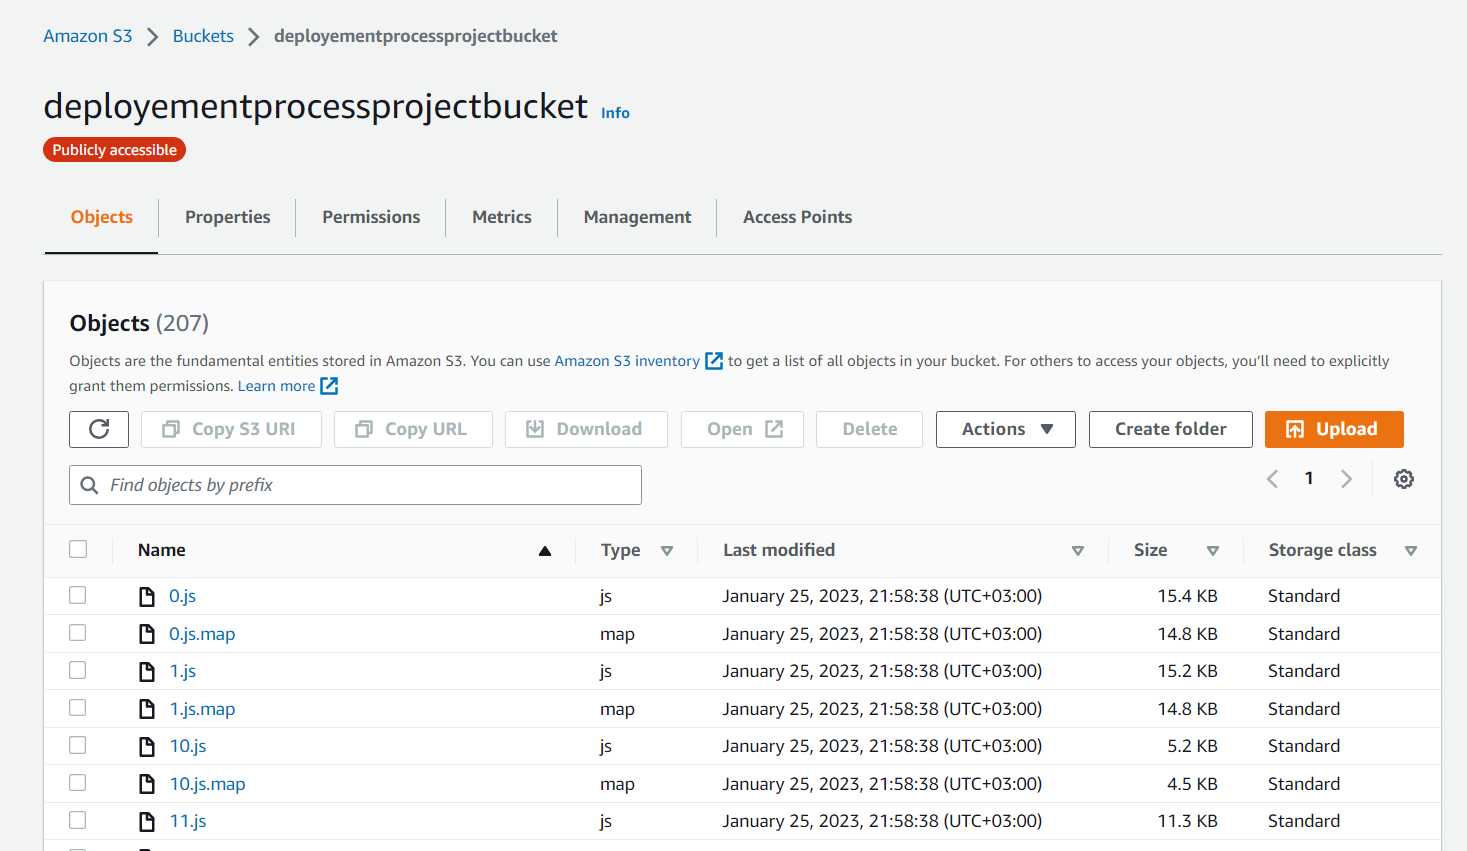 Amazon S3 > Buckets > deployementprocessprojectbucket
deployementprocessprojectbucket Info
Publicly accessible
Objects Properties Permissions Metrics Management Access Points
Objects (207)
Objects are the fundamental entities stored in Amazon S3. You can use Amazon S3 inventory to get a list of all objects in your bucket. For others to access your objects, you'll need to explicitly
grant them permissions. Learn more
Copy S3 URI Copy URL Download Open Delete Actions Create folder Upload
Find objects by prefix 1
Name Type Last modified Size Storage class
0.js js January 25, 2023, 21:58:38 (UTC+03:00) 15.4 KB Standard
0.js.map map January 25, 2023, 21:58:38 (UTC+03:00) 14.8 KB Standard
1.js js January 25, 2023, 21:58:38 (UTC+03:00) 15.2 KB Standard
1.js.map map January 25, 2023, 21:58:38 (UTC+03:00) 14.8 KB Standard
10.js js January 25, 2023, 21:58:38 (UTC+03:00) 5.2 KB Standard
10.js.map map January 25, 2023, 21:58:38 (UTC+03:00) 4.5 KB Standard
11.js js January 25, 2023, 21:58:38 (UTC+03:00) 11.3 KB Standard